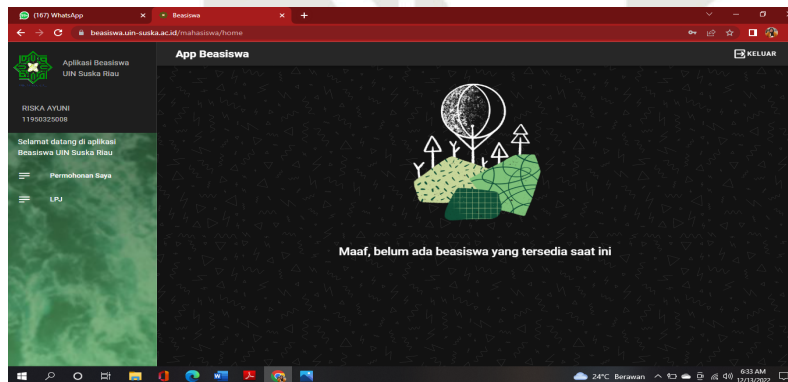 (167) WhatsApp
Beasiswa
beasiswa.uin-suska.ac.id/mahasiswa/home
Aplikasi Beasiswa
UIN Suska Riau
App Beasiswa
KELUAR
RISKA AYUNI
11950325008
Selamat datang di aplikasi
Beasiswa UIN Suska Riau
Permohonan Saya
LPJ
Maaf, belum ada beasiswa yang tersedia saat ini
24°C Berawan
6:33 AM
12/13/2022